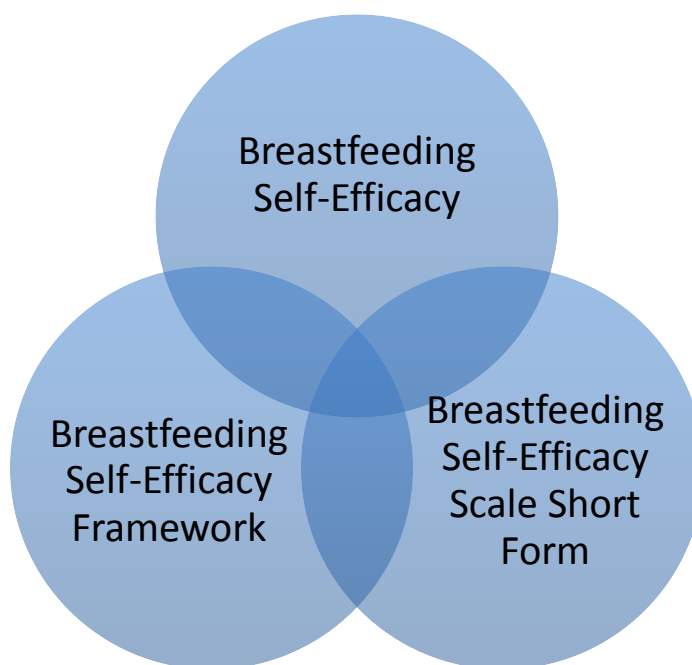 Breastfeeding
Self-Efficacy
Breastfeeding
Self-Efficacy
Framework
Breastfeeding
Self-Efficacy
Scale Short
Form